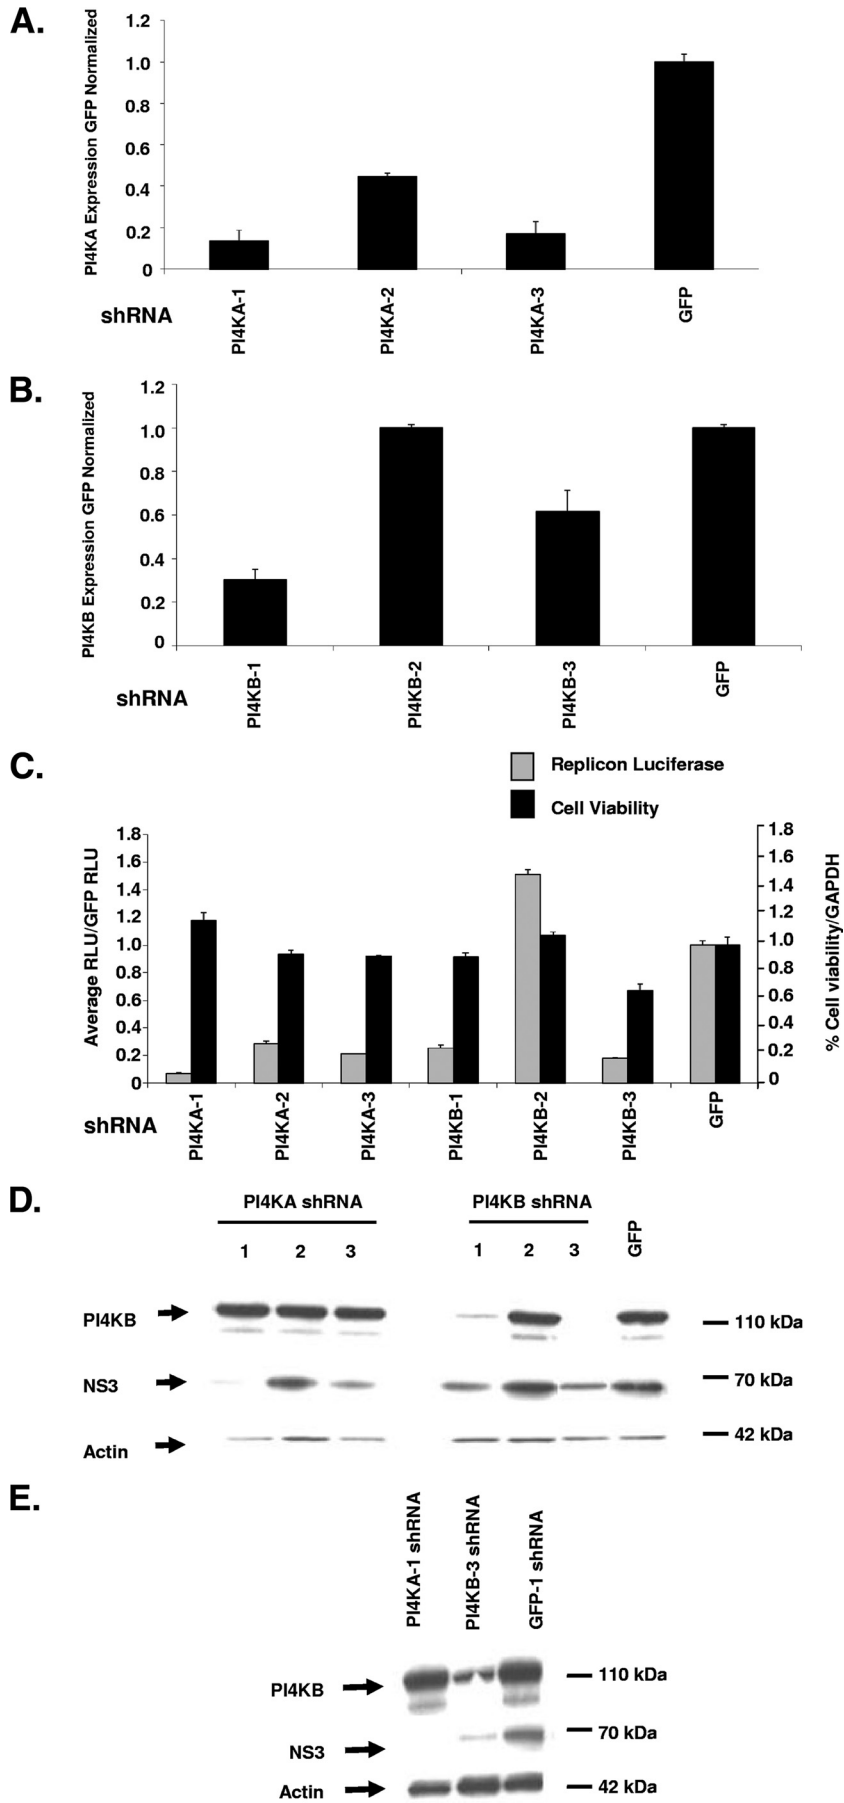 A.
PI4KA Expression GFP Normalized
1.2
1.0
0.8
0.6
0.4
0.2
0
shRNA
PI4KA-1
PI4KA-2
PI4KA-3
GFP
B.
PI4KB Expression GFP Normalized
1.2
1.0
0.8
0.6
0.4
0.2
0
shRNA
PI4KB-1
PI4KB-2
PI4KB-3
GFP
C.
Replicon Luciferase
Cell Viability
Average RLU/GFP RLU
1.8
1.6
1.4
1.2
1.0
0.8
0.6
0.4
0.2
0
1.8
1.6
1.4
1.2
1.0
0.8
0.6
0.4
0.2
0
% Cell viability/GAPDH
shRNA
PI4KA-1
PI4KA-2
PI4KA-3
PI4KB-1
PI4KB-2
PI4KB-3
GFP
D.
PI4KA shRNA
PI4KB shRNA
GFP
1 2 3 1 2 3
PI4KB
110 kDa
NS3
70 kDa
Actin
42 kDa
E.
PI4KA-1 shRNA
PI4KB-3 shRNA
GFP-1 shRNA
PI4KB
110 kDa
NS3
70 kDa
Actin
42 kDa